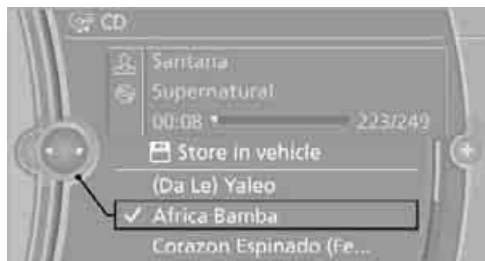 CD
Santana
Supernatural
00:08 223/249
Store in vehicle
(Da Le) Yaleo
Africa Bamba
Corazon Espinado (Fe...